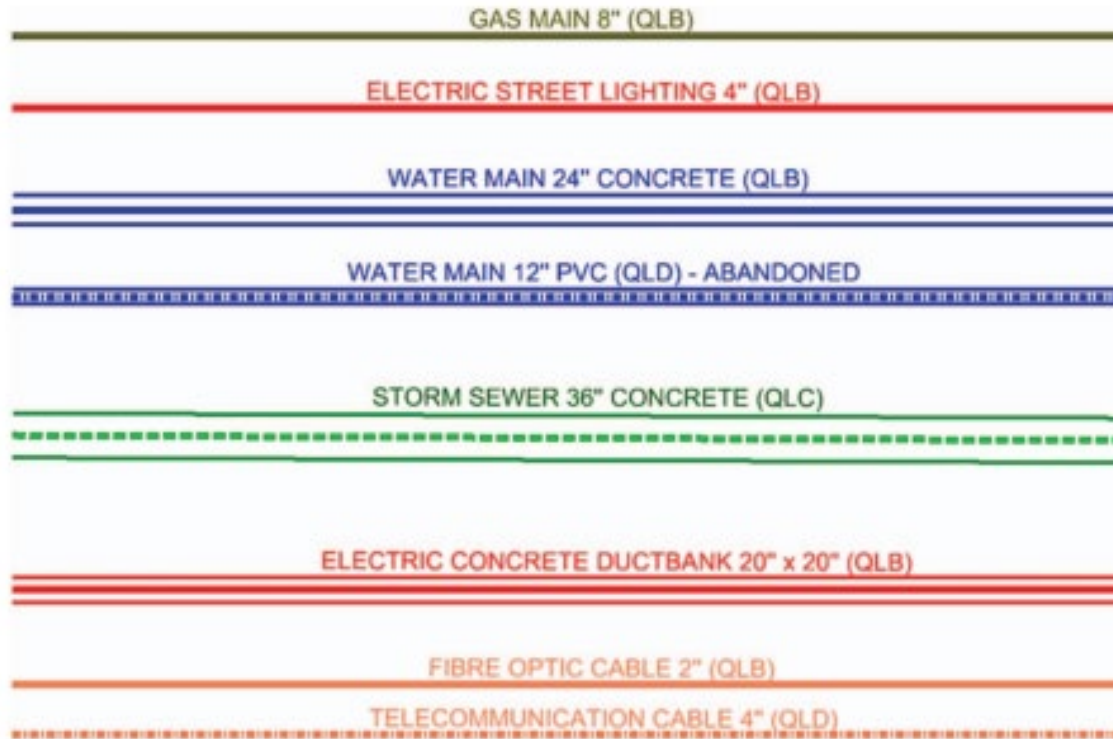 GAS MAIN 8" (QLB)
ELECTRIC STREET LIGHTING 4" (QLB)
WATER MAIN 24" CONCRETE (QLB)
WATER MAIN 12" PVC (QLD) - ABANDONED
STORM SEWER 36" CONCRETE (QLC)
ELECTRIC CONCRETE DUCTBANK 20" x 20" (QLB)
FIBRE OPTIC CABLE 2" (QLB)
TELECOMMUNICATION CABLE 4" (QLD)